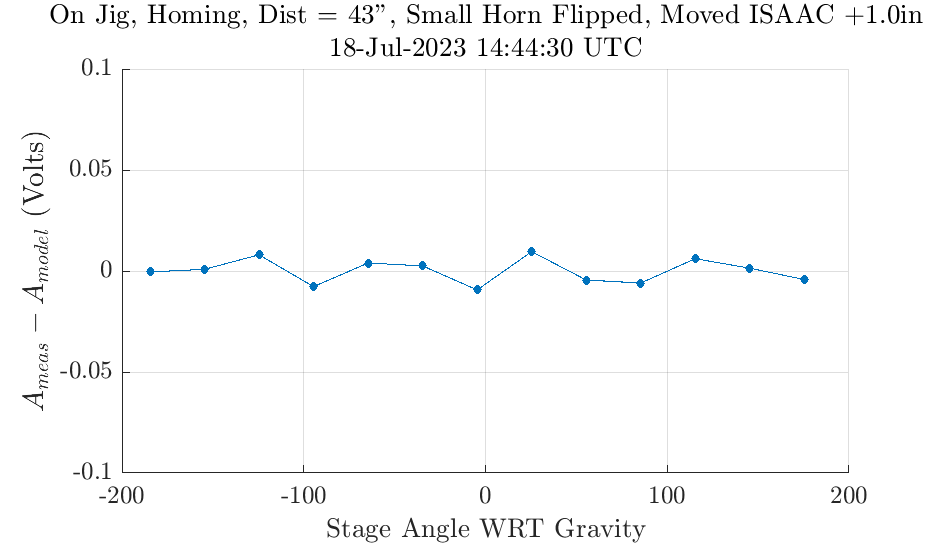 On Jig, Homing, Dist = 43”, Small Horn Flipped, Moved ISAAC +1.0in
18-Jul-2023 14:44:30 UTC
0.1
0.05
0
-0.05
-0.1
A_meas − A_model (Volts)
-200 -100 0 100 200
Stage Angle WRT Gravity